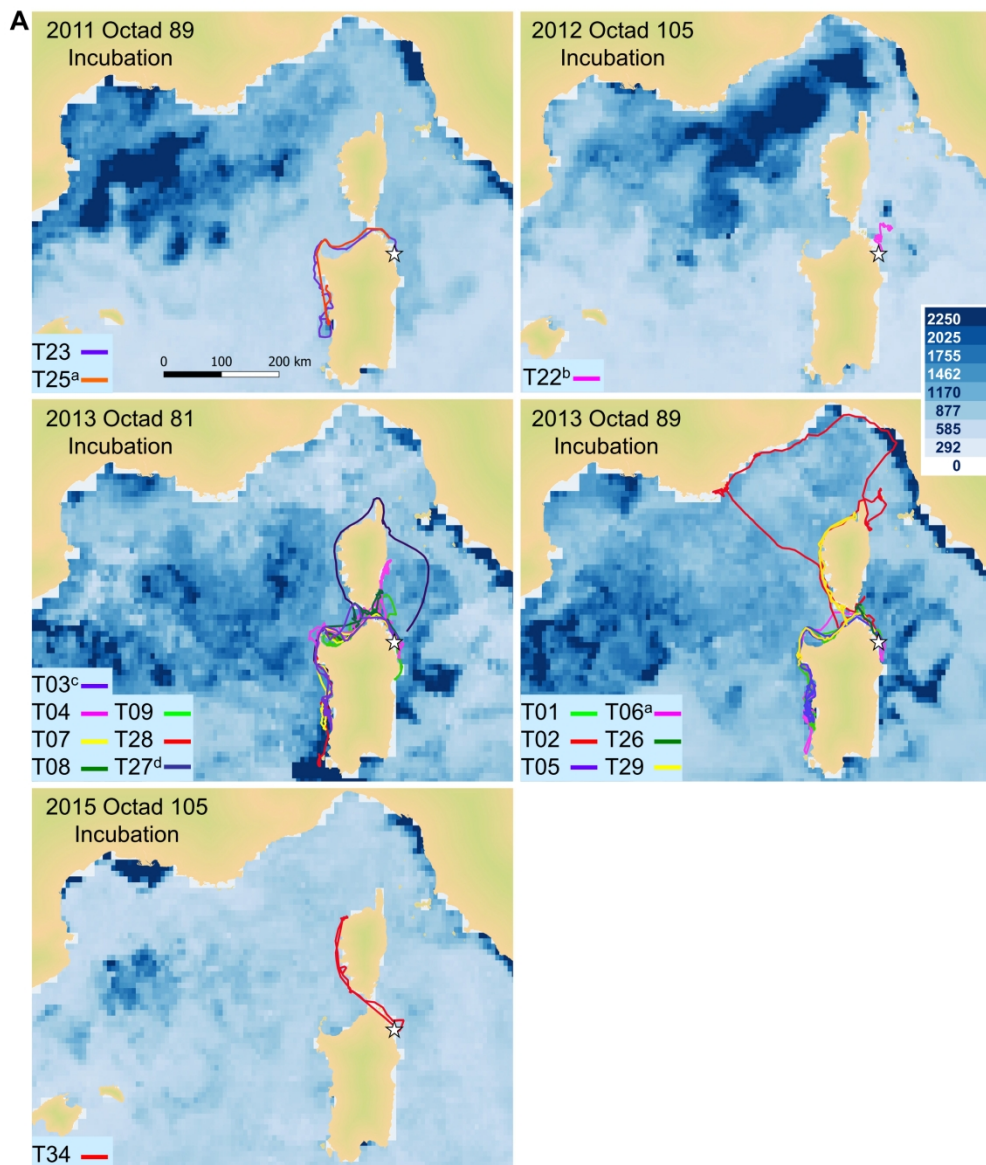 A
2011 Octad 89
Incubation
T23
T25ᵃ
0 100 200 km
2012 Octad 105
Incubation
T22ᵇ
2250
2025
1755
1462
1170
877
585
292
0
2013 Octad 81
Incubation
T03ᶜ
T04 T09
T07 T28
T08 T27ᵈ
2013 Octad 89
Incubation
T01 T06ᵃ
T02 T26
T05 T29
2015 Octad 105
Incubation
T34